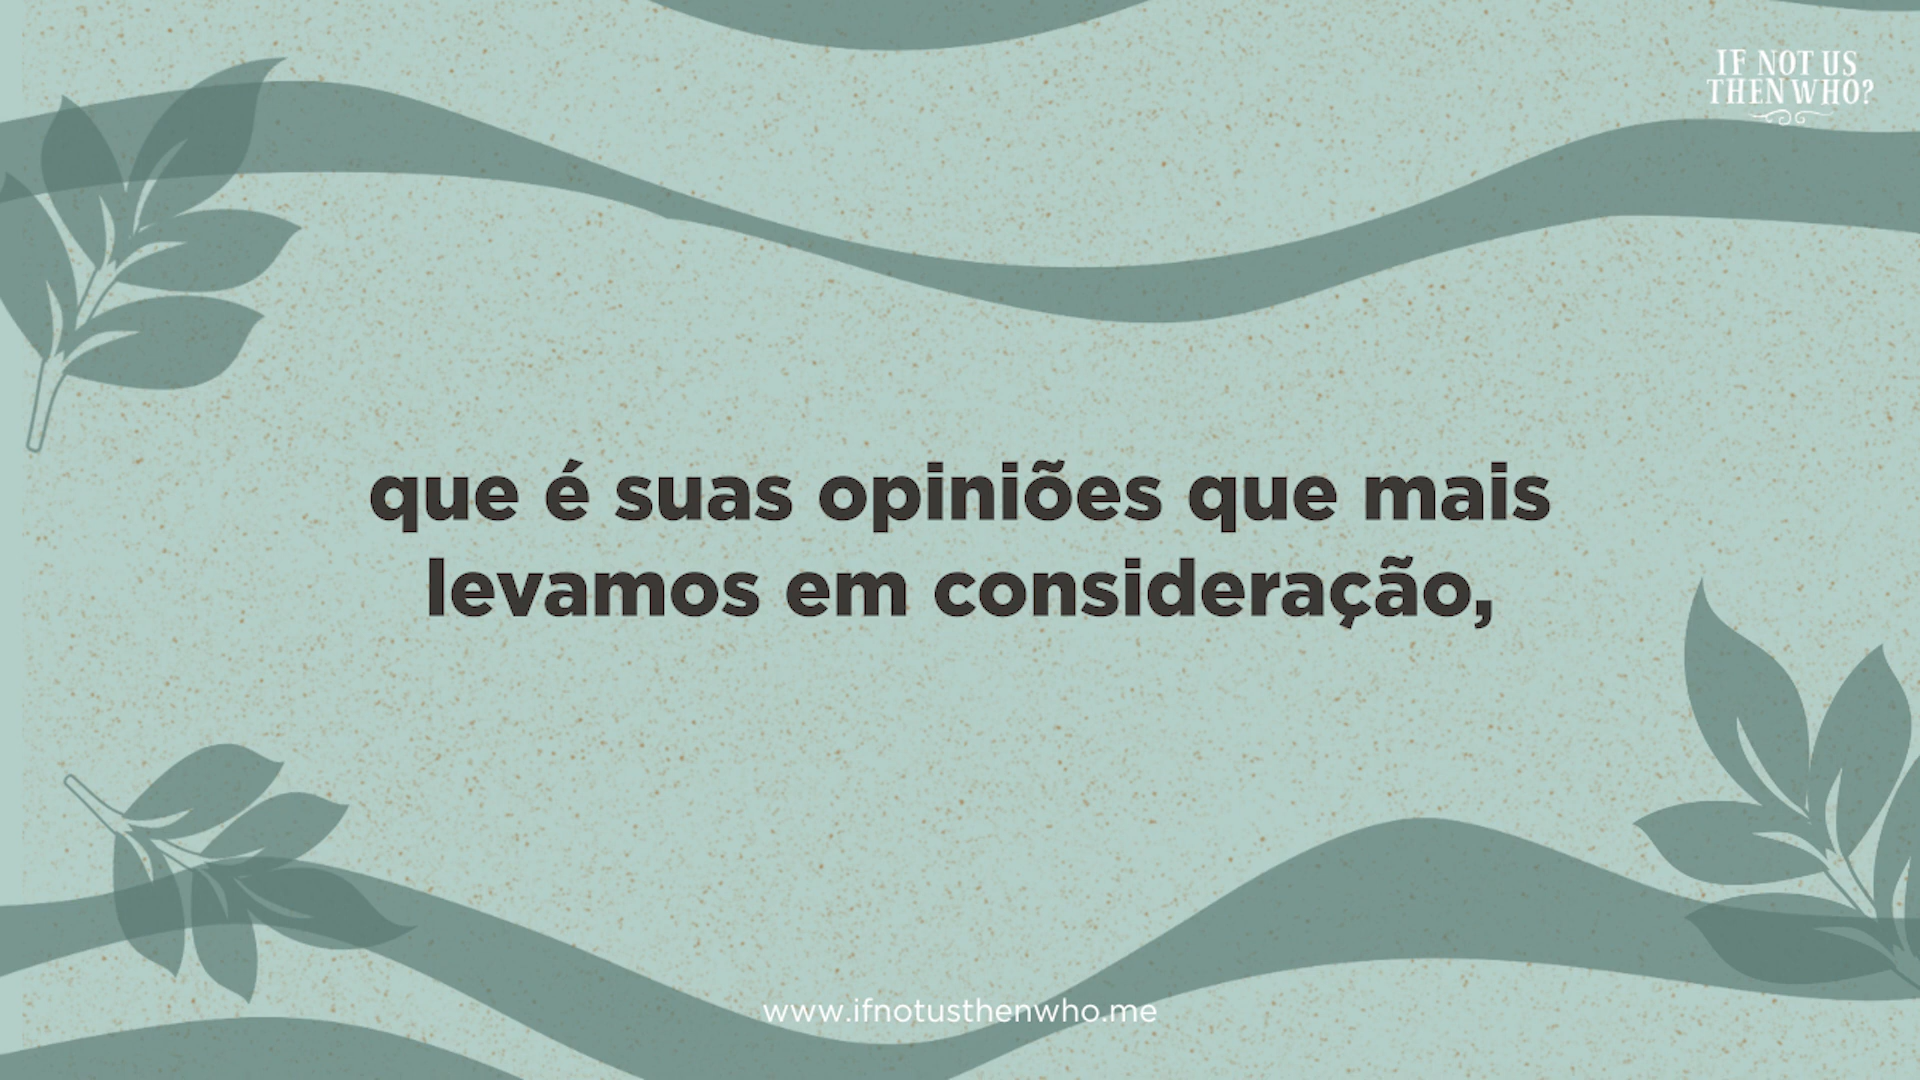 IF NOT US
THEN WHO?
que é suas opiniões que mais
levamos em consideração,
www.ifnotusthenwho.me